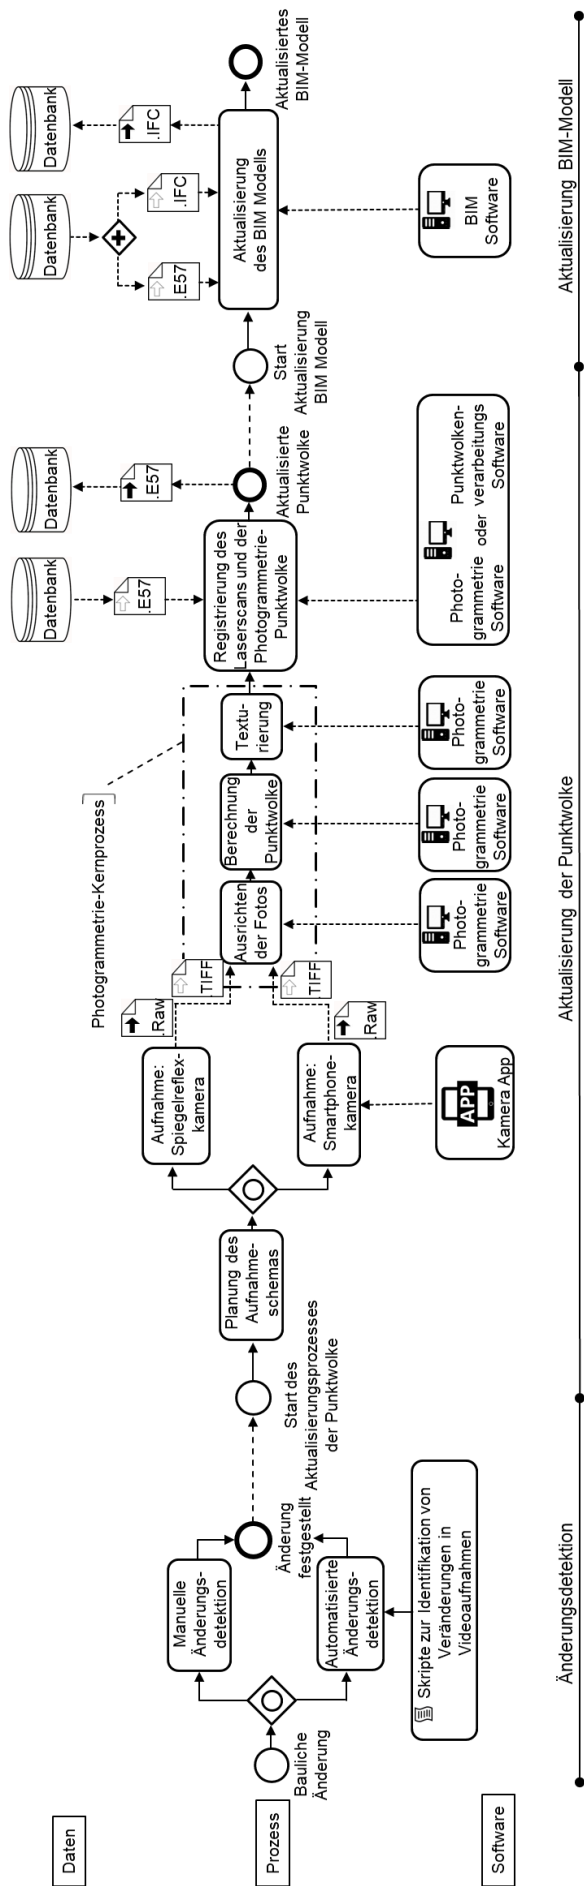 Daten
Datenbank
Datenbank
Datenbank
Datenbank
.E57
.E57
.E57
.IFC
.IFC
Photogrammetrie-Kernprozess
Prozess
Bauliche
Änderung
Manuelle
Änderungs-
detektion
Automatisierte
Änderungs-
detektion
Änderung
festgestellt
Start des
Aktualisierungsprozesses
der Punktwolke
Planung des
Aufnahme-
schemas
Aufnahme:
Spiegelreflex-
kamera
Aufnahme:
Smartphone-
kamera
.Raw
.TIFF
.Raw
.TIFF
Ausrichten
der Fotos
Berechnung
der
Punktwolke
Textu-
rierung
Registrierung des
Laserscans und der
Photogrammetrie-
Punktwolke
Aktualisierte
Punktwolke
Start
Aktualisierung
BIM Modell
Aktualisierung
des BIM Modells
Aktualisiertes
BIM-Modell
Software
Skripte zur Identifikation von
Veränderungen in
Videoaufnahmen
APP
Kamera App
Photo-
grammetrie
Software
Photo-
grammetrie
Software
Photo-
grammetrie
Software
Photo-
grammetrie
Software
oder
Punktwolken-
verarbeitungs
Software
BIM
Software
Änderungsdetektion
Aktualisierung der Punktwolke
Aktualisierung BIM-Modell